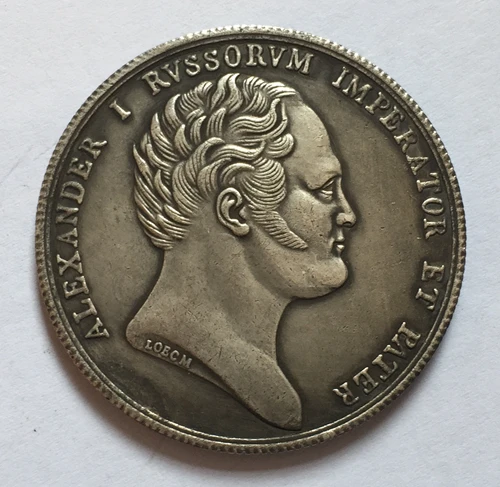 ALEXANDER I RVSSORVM IMPERATOR ET PATER
LOECM